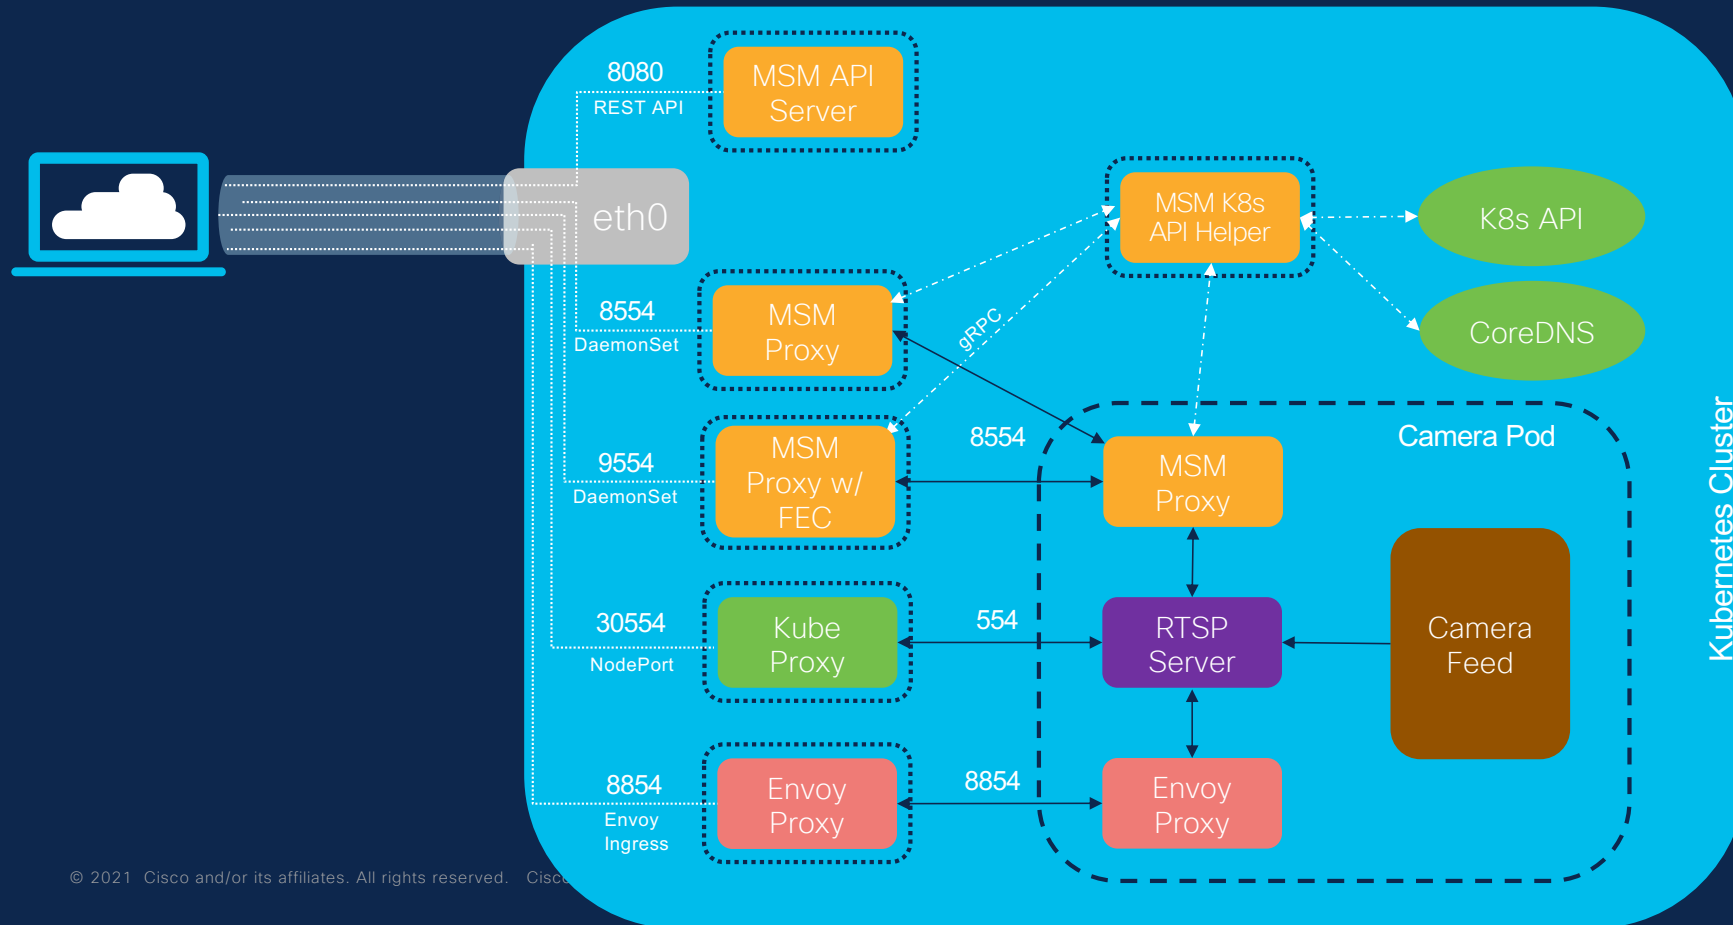 8080
REST API
MSM API
Server
eth0
MSM K8s
API Helper
K8s API
CoreDNS
8554
DaemonSet
MSM
Proxy
gRPC
9554
DaemonSet
MSM
Proxy w/
FEC
8554
Camera Pod
MSM
Proxy
Kubernetes Cluster
30554
NodePort
Kube
Proxy
554
RTSP
Server
Camera
Feed
8854
Envoy
Ingress
Envoy
Proxy
8854
Envoy
Proxy
© 2021 Cisco and/or its affiliates. All rights reserved. Cisco